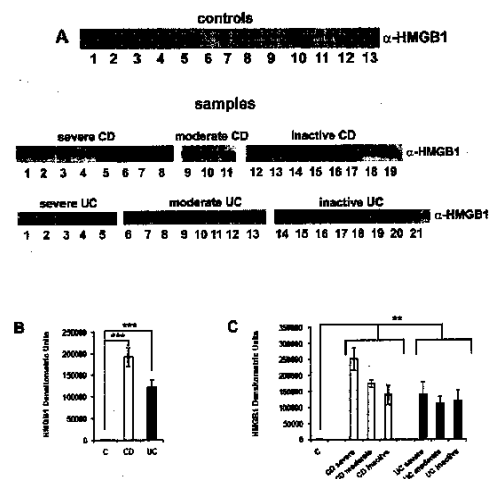 controls
A
α-HMGB1
1 2 3 4 5 6 7 8 9 10 11 12 13
samples
severe CD moderate CD inactive CD
α-HMGB1
1 2 3 4 5 6 7 8 9 10 11 12 13 14 15 16 17 18 19
severe UC moderate UC inactive UC
α-HMGB1
1 2 3 4 5 6 7 8 9 10 11 12 13 14 15 16 17 18 19 20 21
B
***
***
HMGB1 Densitometric Units
250000
200000
150000
100000
50000
0
C CD UC
C
**
HMGB1 Densitometric Units
350000
300000
250000
200000
150000
100000
50000
0
C
CD severe
CD moderate
CD inactive
UC severe
UC moderate
UC inactive